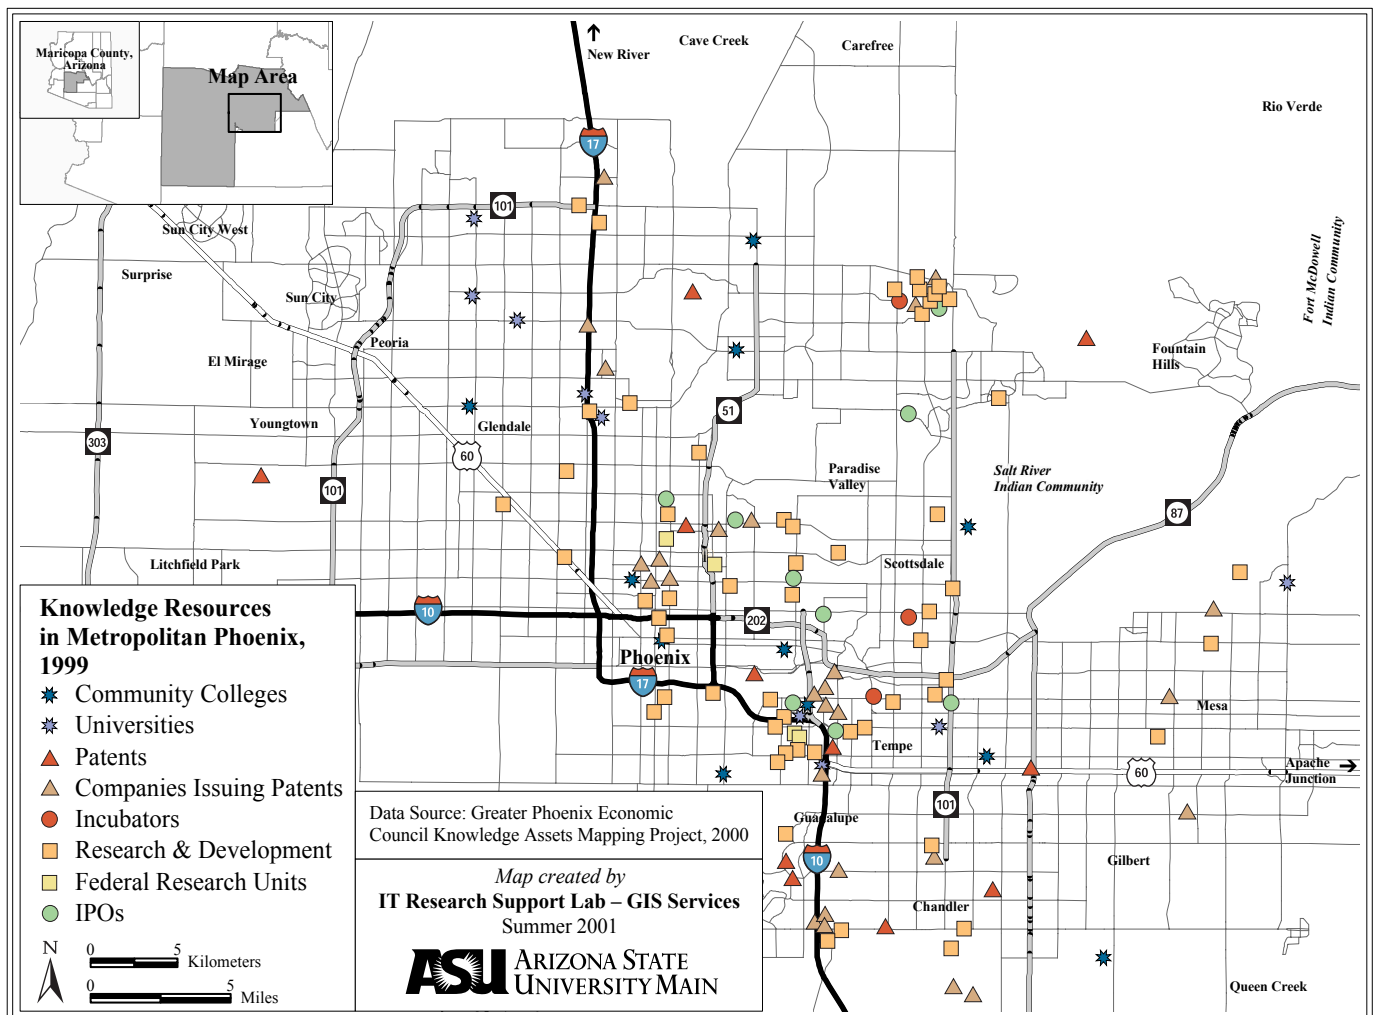 Maricopa County,
Arizona
Map Area
New River
Cave Creek
Carefree
Rio Verde
17
101
Sun City West
Surprise
Sun City
Fort McDowell
Indian Community
Peoria
El Mirage
Fountain
Hills
51
Youngtown
Glendale
303
60
101
Paradise
Valley
Salt River
Indian Community
87
Litchfield Park
Scottsdale
10
202
Phoenix
17
Mesa
Tempe
Apache
Junction
60
101
Guadalupe
10
Gilbert
Chandler
Queen Creek
Knowledge Resources
in Metropolitan Phoenix,
1999
Community Colleges
Universities
Patents
Companies Issuing Patents
Incubators
Research & Development
Federal Research Units
IPOs
N
0 5
Kilometers
0 5
Miles
Data Source: Greater Phoenix Economic
Council Knowledge Assets Mapping Project, 2000
Map created by
IT Research Support Lab – GIS Services
Summer 2001
ASU ARIZONA STATE
UNIVERSITY MAIN